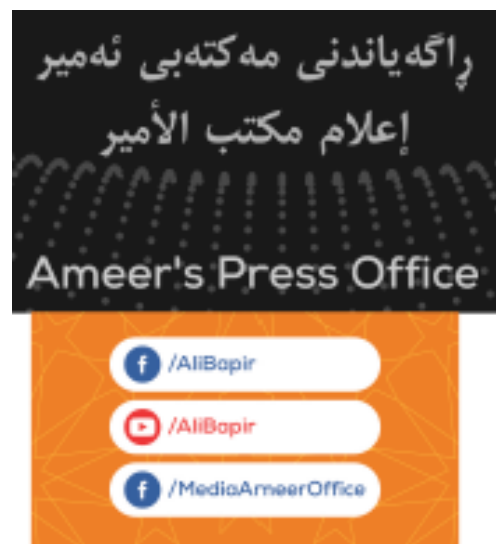 ڕاگەیاندنی مەکتەبی ئەمیر
إعلام مكتب الأمير
Ameer's Press Office
/AliBapir
/AliBapir
/MediaAmeerOffice